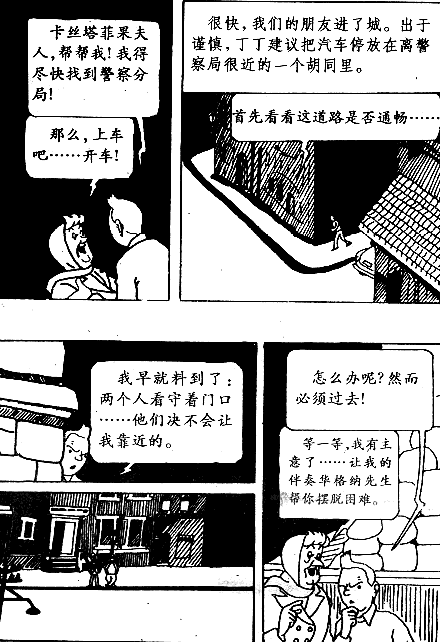 卡丝塔菲果夫
人，帮帮我！我得
尽快找到警察分
局！
那么，上车
吧……开车！
很快，我们的朋友进了城。出于
谨慎，丁丁建议把汽车停放在离警
察局很近的一个胡同里。
首先看看这道路是否通畅……
我早就料到了：
两个人看守着门口
……他们决不会让
我靠近的。
怎么办呢？然而
必须过去！
等一等，我有主
意了……让我的
伴奏华格纳先生
帮你摆脱困难。